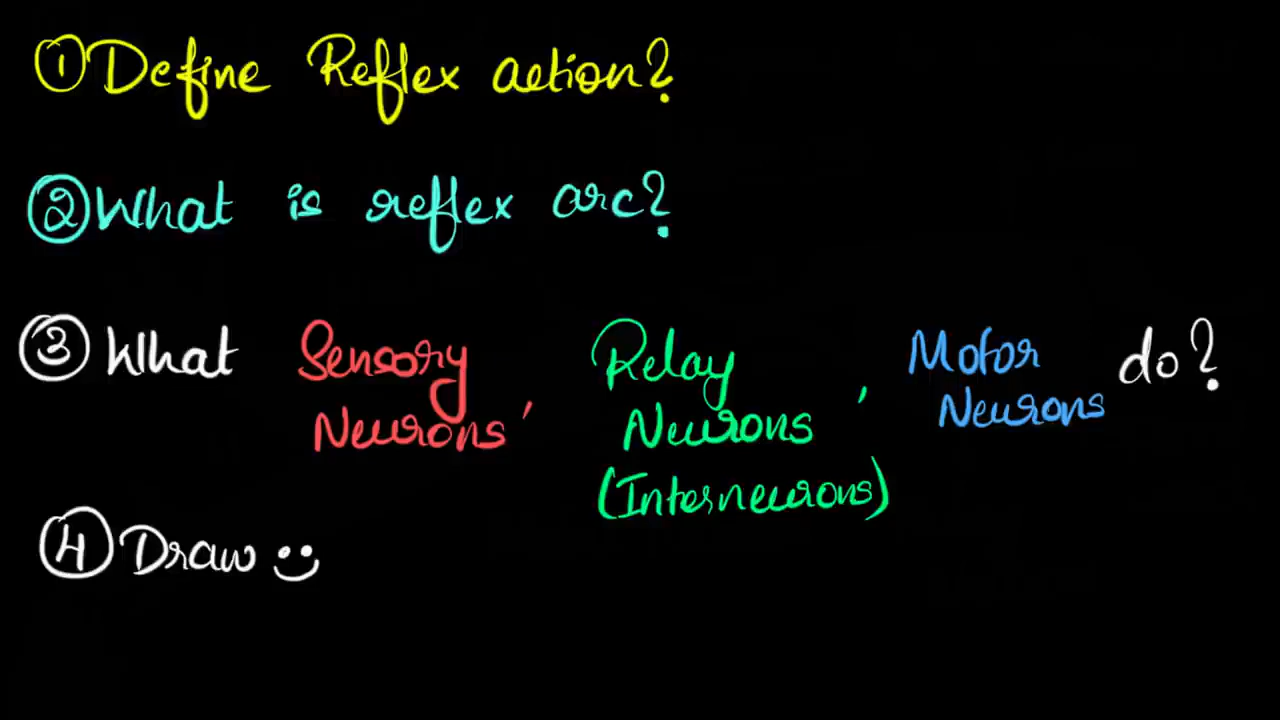 ① Define Reflex action?
② What is reflex arc?
③ What Sensory Neurons, Relay Neurons (Interneurons), Motor Neurons do?
④ Draw